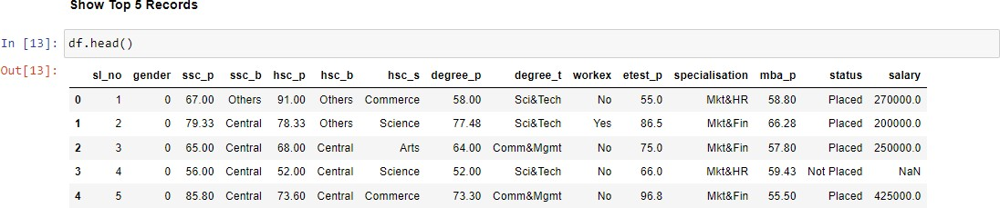 Show Top 5 Records
In [13]: df.head()
Out[13]:
sl_no gender ssc_p ssc_b hsc_p hsc_b hsc_s degree_p degree_t workex etest_p specialisation mba_p status salary
0 1 0 67.00 Others 91.00 Others Commerce 58.00 Sci&Tech No 55.0 Mkt&HR 58.80 Placed 270000.0
1 2 0 79.33 Central 78.33 Others Science 77.48 Sci&Tech Yes 86.5 Mkt&Fin 66.28 Placed 200000.0
2 3 0 65.00 Central 68.00 Central Arts 64.00 Comm&Mgmt No 75.0 Mkt&Fin 57.80 Placed 250000.0
3 4 0 56.00 Central 52.00 Central Science 52.00 Sci&Tech No 66.0 Mkt&HR 59.43 Not Placed NaN
4 5 0 85.80 Central 73.60 Central Commerce 73.30 Comm&Mgmt No 96.8 Mkt&Fin 55.50 Placed 425000.0